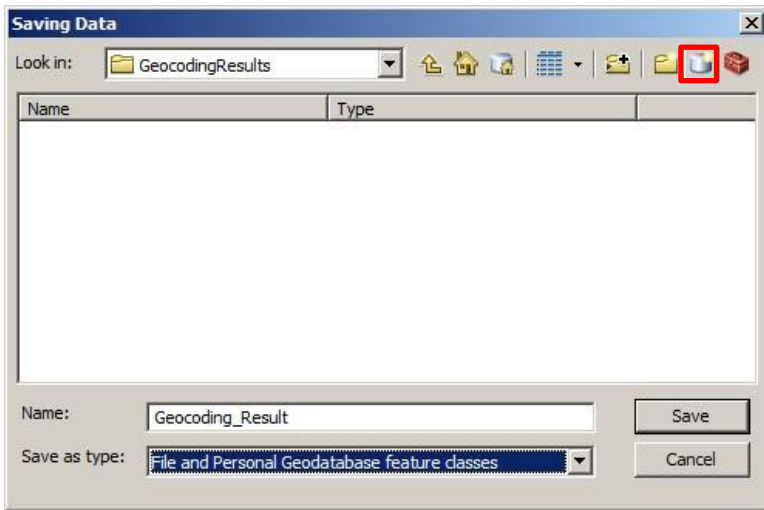 Saving Data
Look in: GeocodingResults
Name Type
Name: Geocoding_Result Save
Save as type: File and Personal Geodatabase feature classes Cancel